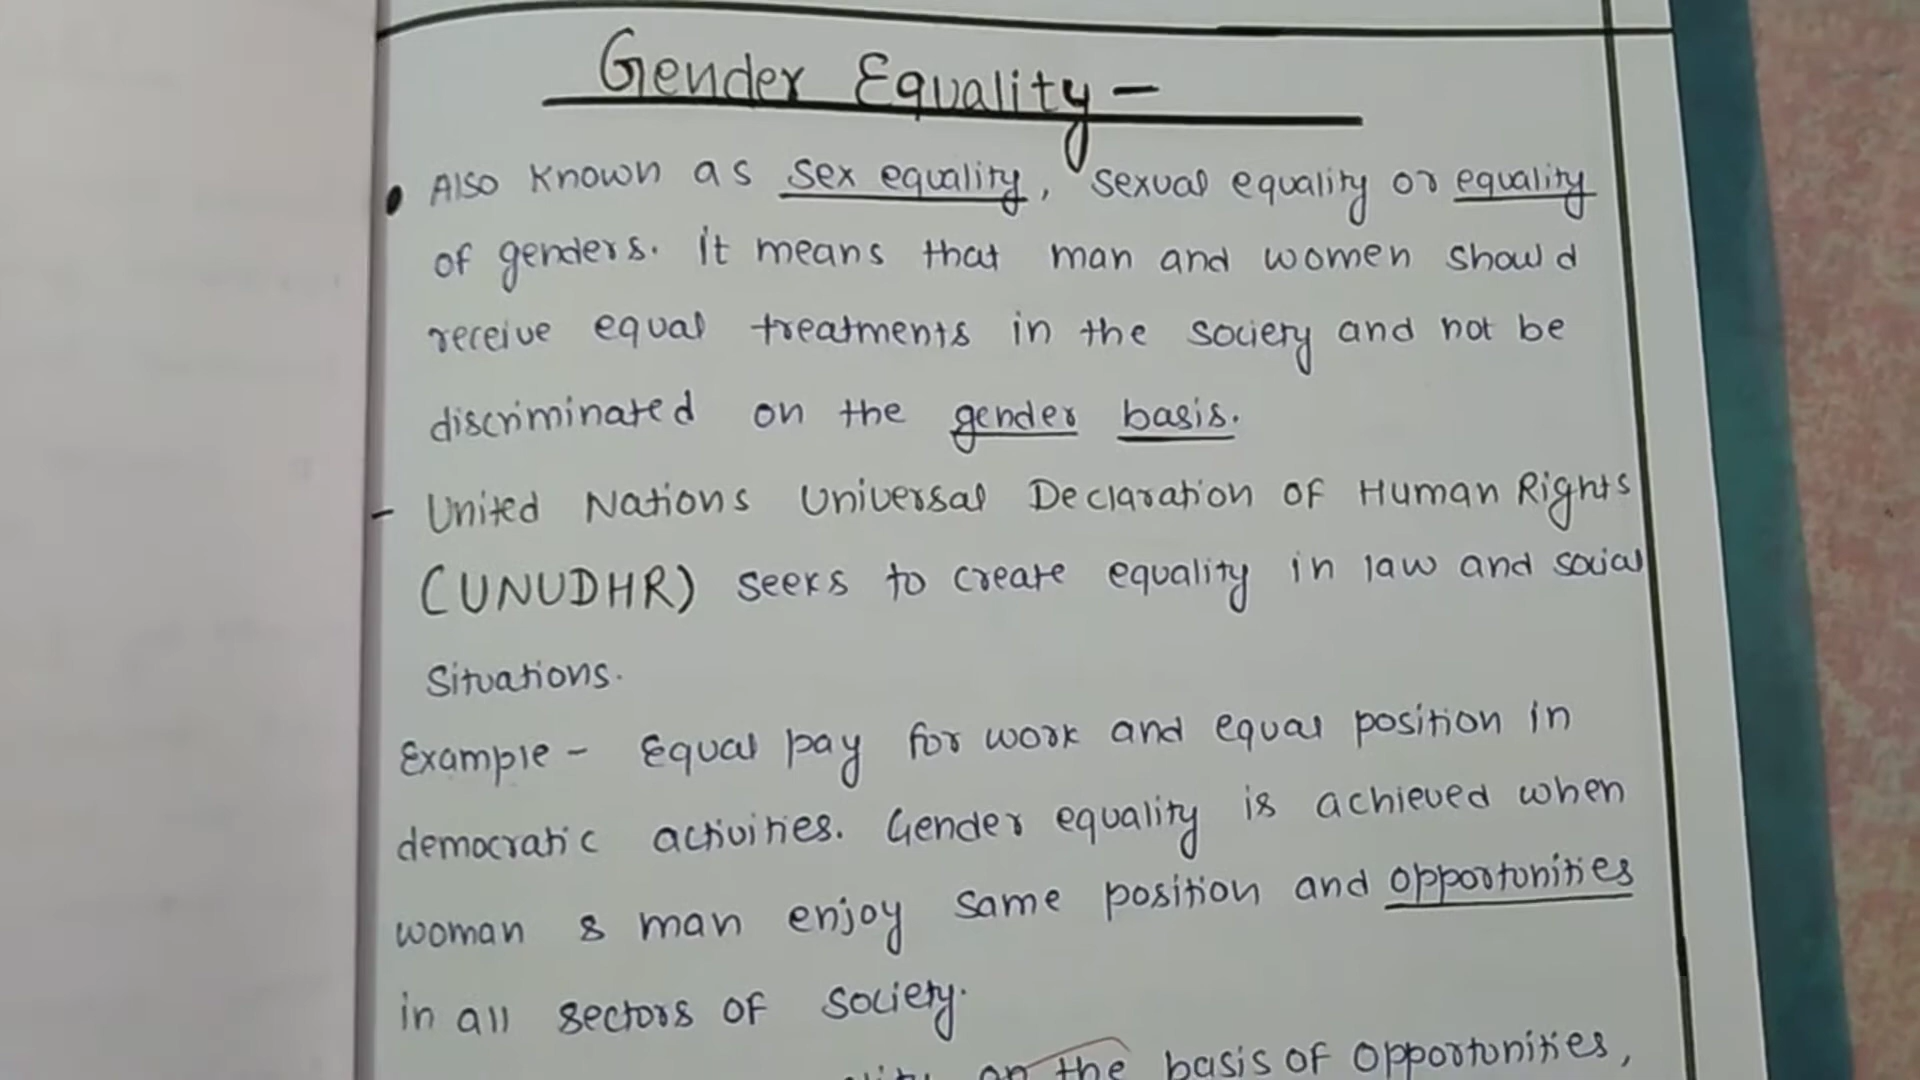 Gender Equality -
• Also known as sex equality, sexual equality or equality
of genders. it means that man and women should
receive equal treatments in the society and not be
discriminated on the gender basis.
- United Nations Universal Declaration of Human Rights
(UNUDHR) seeks to create equality in law and social
situations.
Example - Equal pay for work and equal position in
democratic activities. Gender equality is achieved when
woman & man enjoy same position and opportunities
in all sectors of society.
on the basis of opportunities,